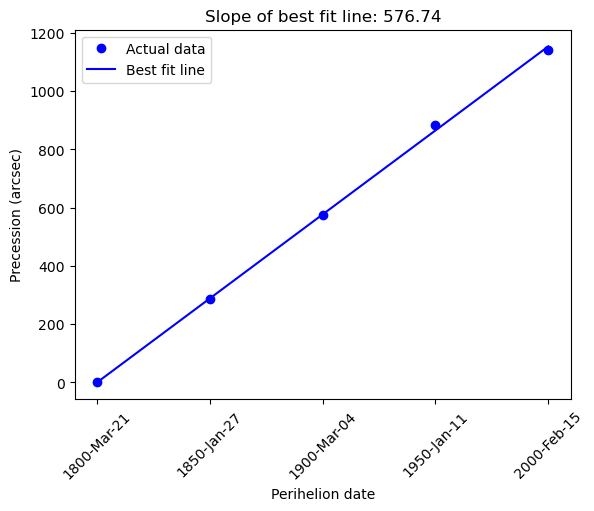 Slope of best fit line: 576.74
Actual data
Best fit line
Precession (arcsec)
1200
1000
800
600
400
200
0
1800-Mar-21
1850-Jan-27
1900-Mar-04
1950-Jan-11
2000-Feb-15
Perihelion date